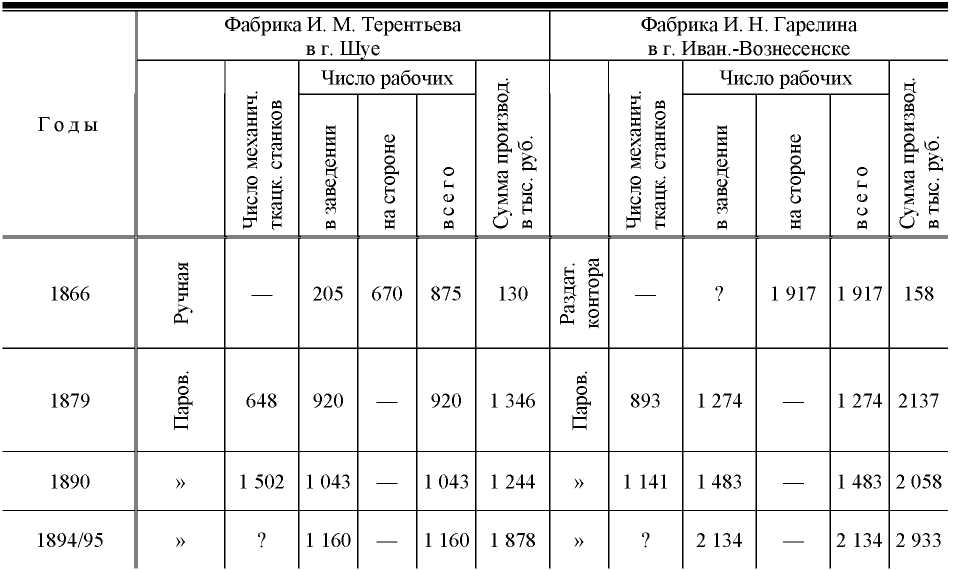 Фабрика И. М. Терентьева в г. Шуе
Фабрика И. Н. Гарелина в г. Иван.-Вознесенске
Годы
Число механич. ткацк. станков
Число рабочих
в заведении
на стороне
всего
Сумма производ. в тыс. руб.
Число механич. ткацк. станков
Число рабочих
в заведении
на стороне
всего
Сумма производ. в тыс. руб.
1866 Ручная — 205 670 875 130 Раздат. контора — ? 1 917 1 917 158
1879 Паров. 648 920 — 920 1 346 Паров. 893 1 274 — 1 274 2137
1890 » 1 502 1 043 — 1 043 1 244 » 1 141 1 483 — 1 483 2 058
1894/95 » ? 1 160 — 1 160 1 878 » ? 2 134 — 2 134 2 933